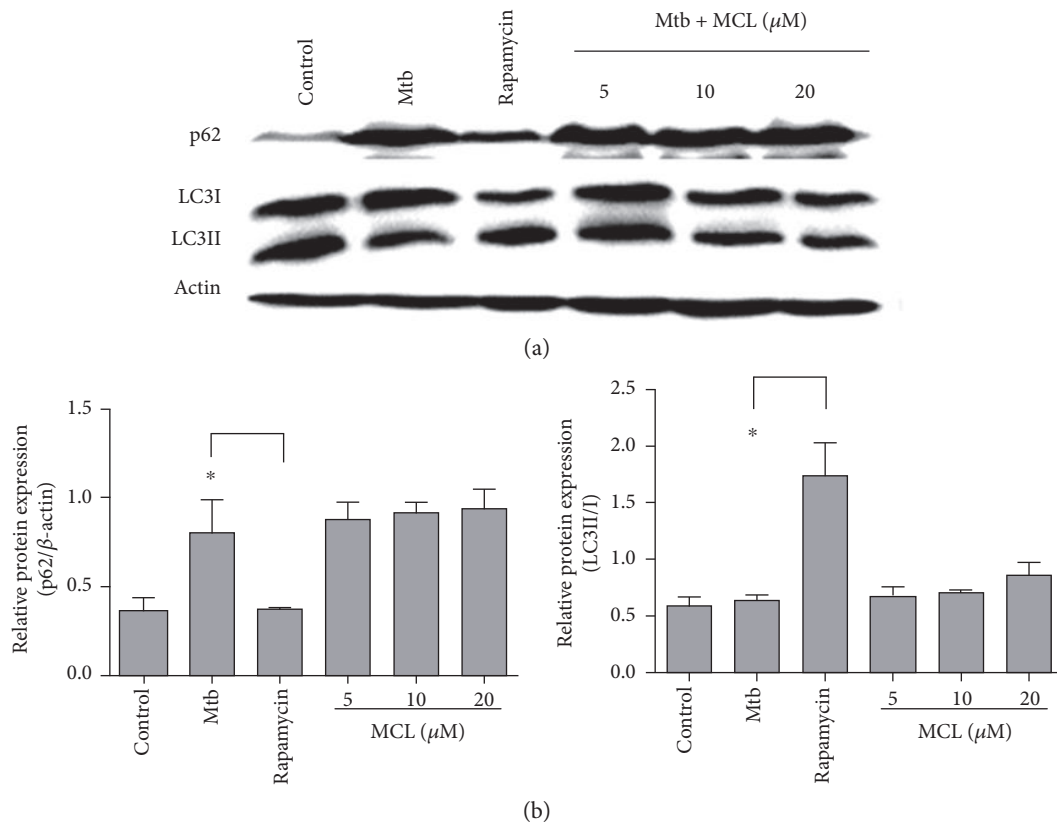 Mtb + MCL (μM)
Control
Mtb
Rapamycin
5
10
20
p62
LC3I
LC3II
Actin
(a)
Relative protein expression
(p62/β-actin)
1.5
1.0
0.5
0.0
*
Control
Mtb
Rapamycin
5
10
20
MCL (μM)
Relative protein expression
(LC3II/I)
2.5
2.0
1.5
1.0
0.5
0.0
*
Control
Mtb
Rapamycin
5
10
20
MCL (μM)
(b)